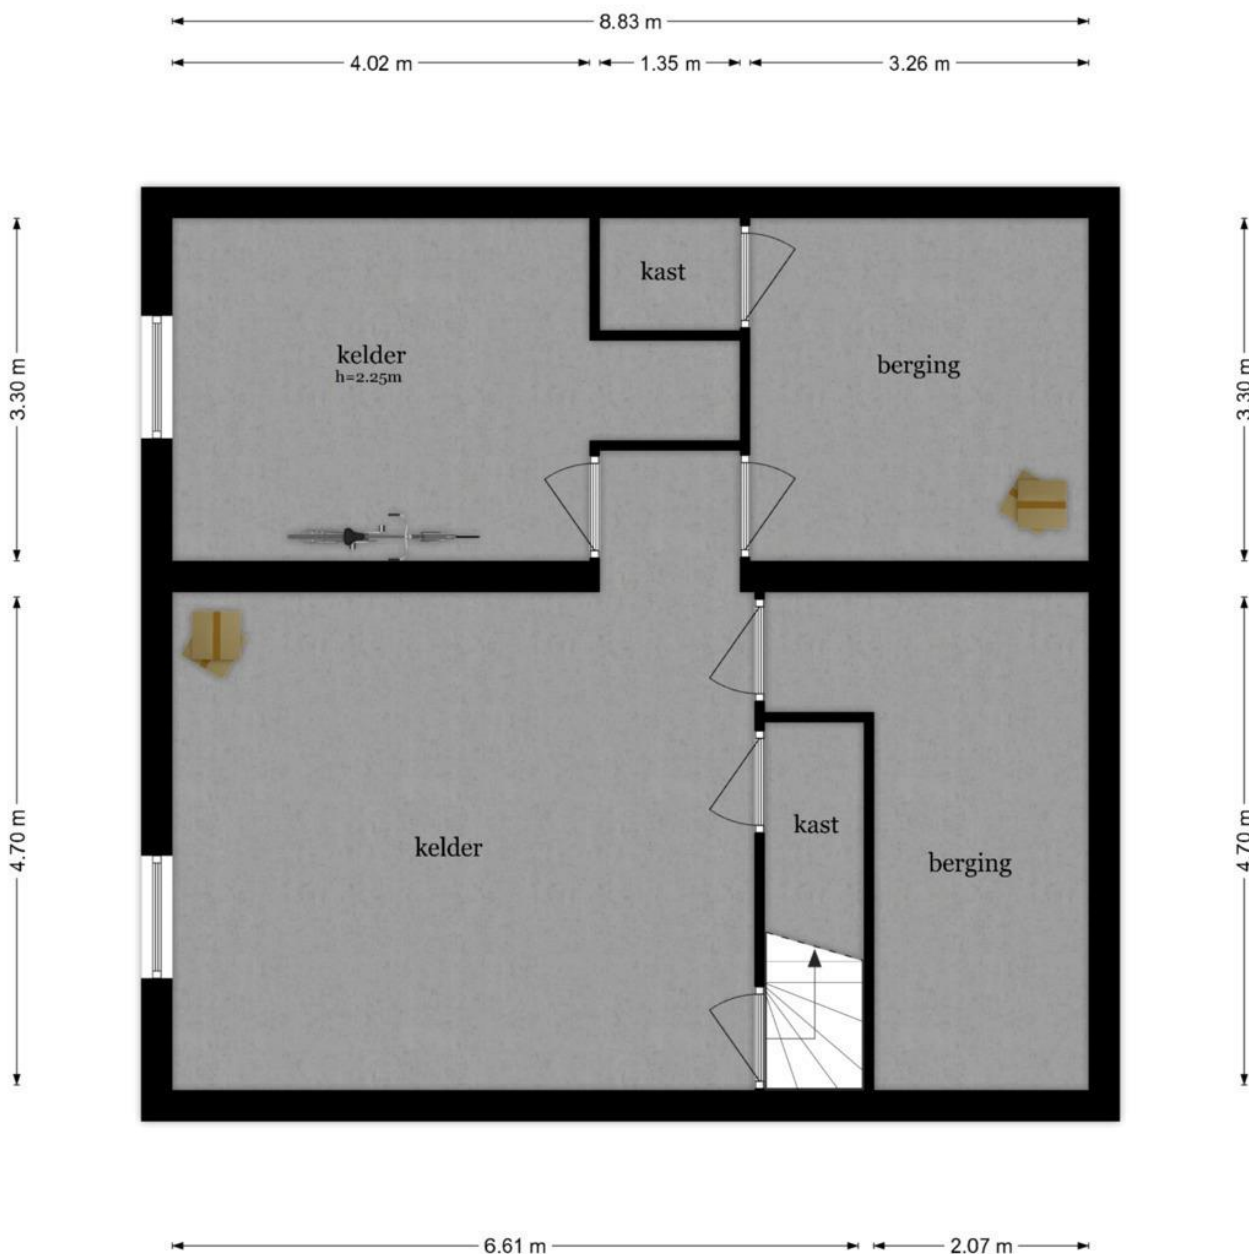 8.83 m
4.02 m
1.35 m
3.26 m
kast
kelder
h=2.25m
berging
3.30 m
3.30 m
kast
kelder
berging
4.70 m
4.70 m
6.61 m
2.07 m